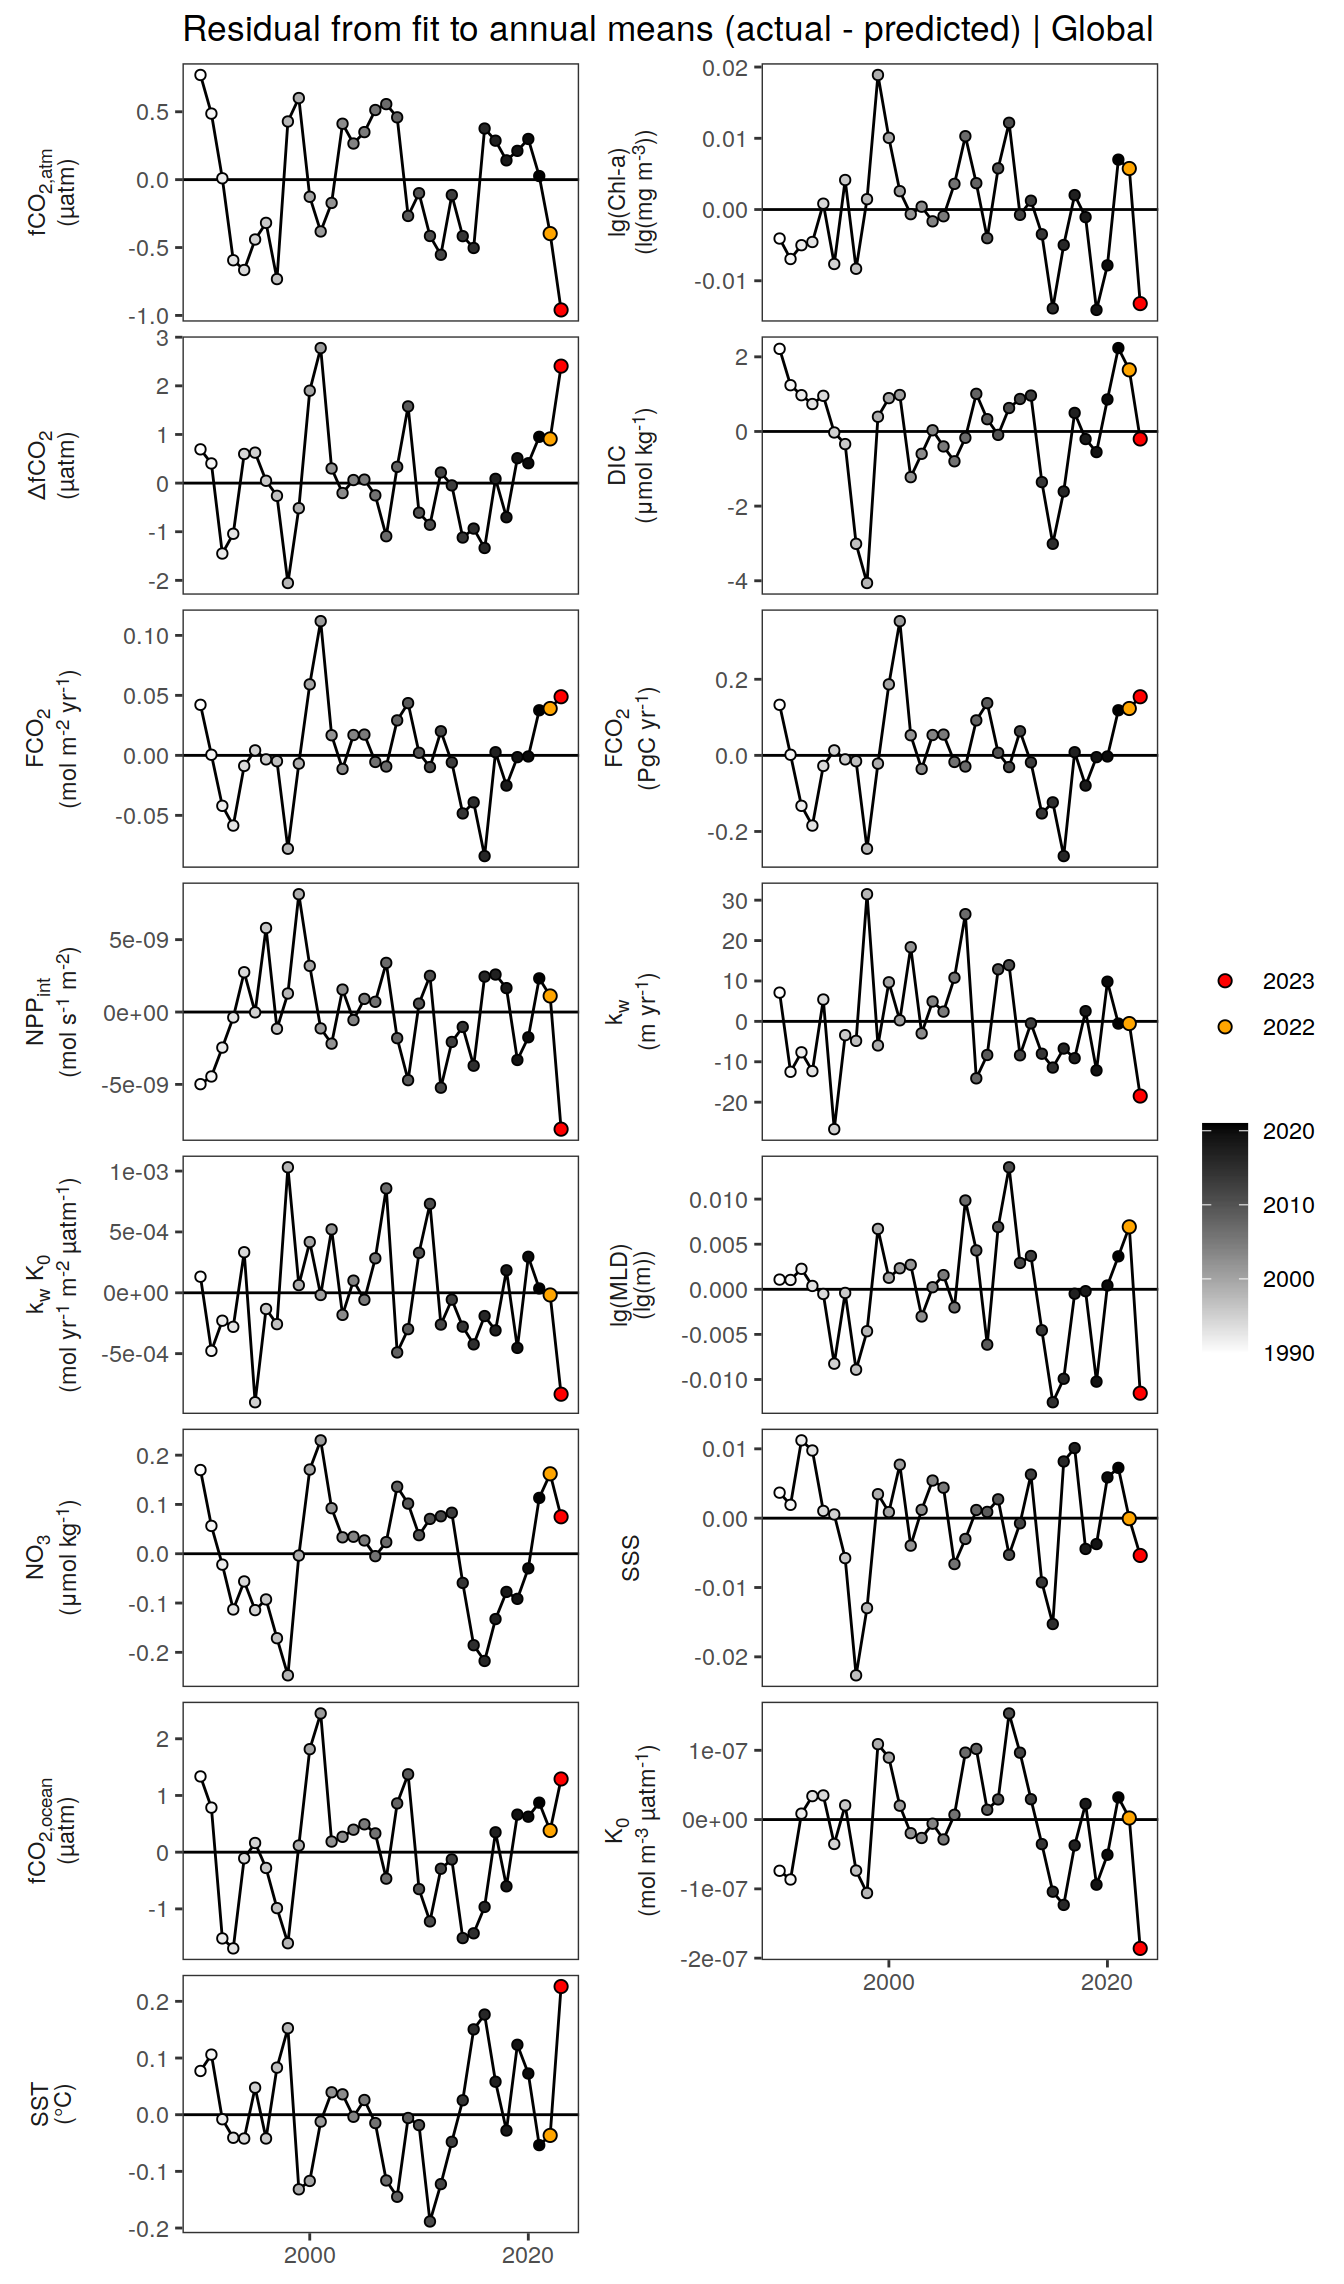 Residual from fit to annual means (actual - predicted) | Global
fCO2,atm
(µatm)
0.5
0.0
-0.5
-1.0
lg(Chl-a)
(lg(mg m-3))
0.02
0.01
0.00
-0.01
ΔfCO2
(µatm)
3
2
1
0
-1
-2
DIC
(µmol kg-1)
2
0
-2
-4
FCO2
(mol m-2 yr-1)
0.10
0.05
0.00
-0.05
FCO2
(PgC yr-1)
0.2
0.0
-0.2
NPPint
(mol s-1 m-2)
5e-09
0e+00
-5e-09
kw
(m yr-1)
30
20
10
0
-10
-20
kw K0
(mol yr-1 m-2 µatm-1)
1e-03
5e-04
0e+00
-5e-04
lg(MLD)
(lg(m))
0.010
0.005
0.000
-0.005
-0.010
NO3
(µmol kg-1)
0.2
0.1
0.0
-0.1
-0.2
SSS
0.01
0.00
-0.01
-0.02
fCO2,ocean
(µatm)
2
1
0
-1
K0
(mol m-3 µatm-1)
1e-07
0e+00
-1e-07
-2e-07
2000
2020
SST
(°C)
0.2
0.1
0.0
-0.1
-0.2
2000
2020
2023
2022
2020
2010
2000
1990